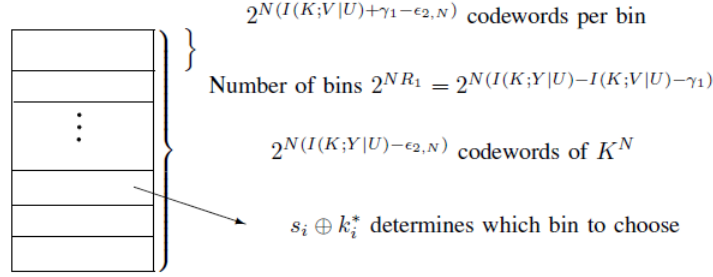 2^{N(I(K;V|U)+γ_1−ϵ_{2,N})} codewords per bin
Number of bins 2^{NR_1} = 2^{N(I(K;Y|U)−I(K;V|U)−γ_1)}
2^{N(I(K;Y|U)−ϵ_{2,N})} codewords of K^N
s_i ⊕ k_i^* determines which bin to choose